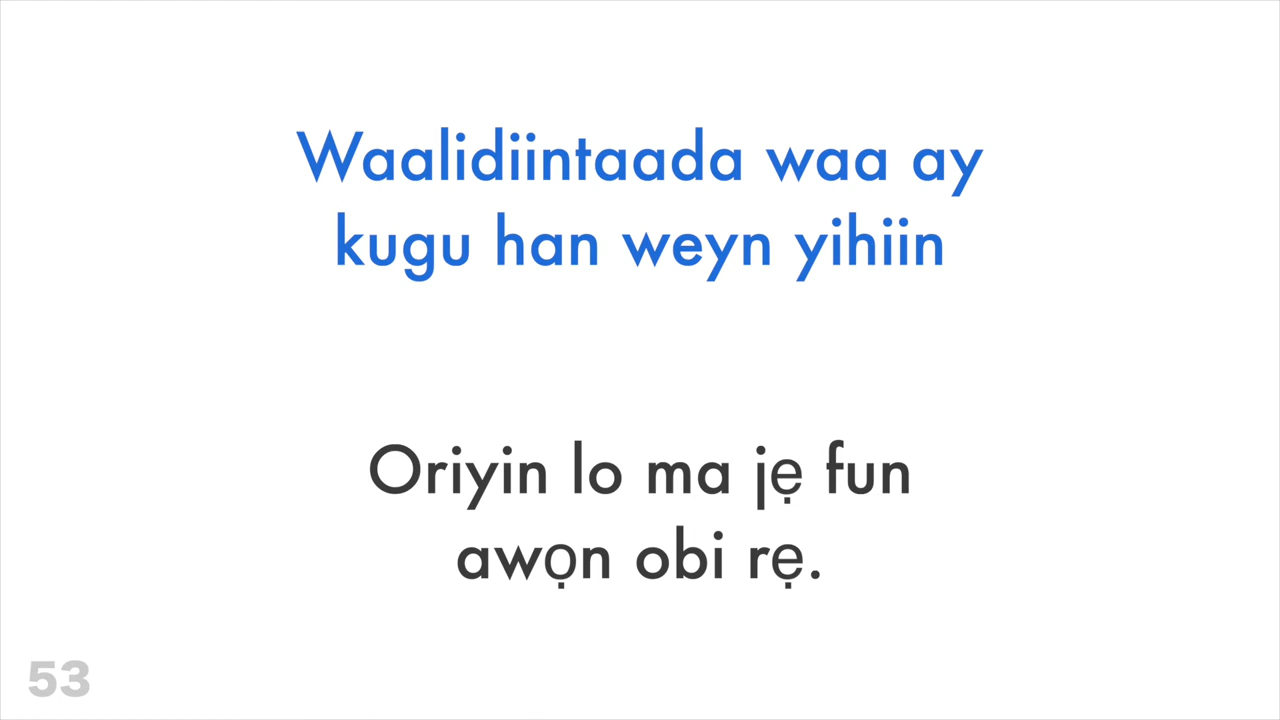 Waalidiintaada waa ay
kugu han weyn yihiin
Oriyin lo ma jẹ fun
awọn obi rẹ.
53